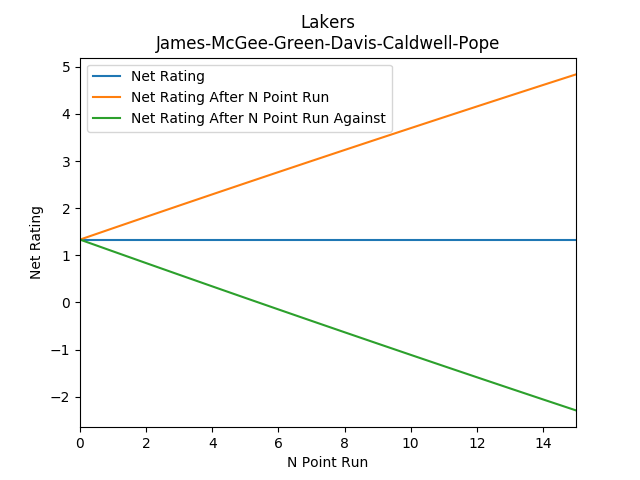 Lakers
James-McGee-Green-Davis-Caldwell-Pope
Net Rating
Net Rating After N Point Run
Net Rating After N Point Run Against
5
4
3
2
1
0
−1
−2
Net Rating
0 2 4 6 8 10 12 14
N Point Run